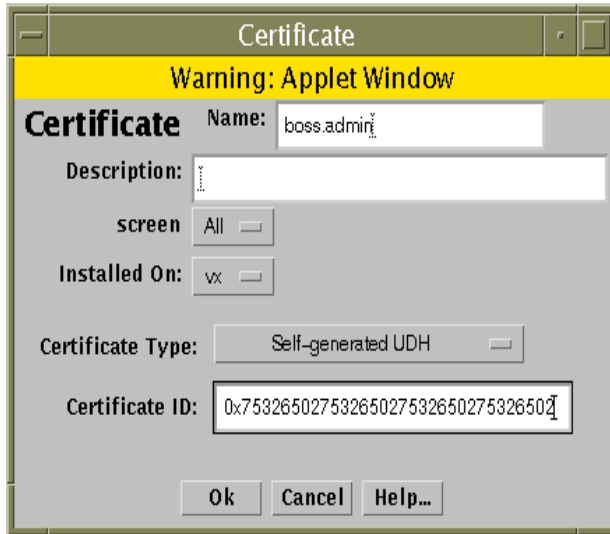 Certificate
Warning: Applet Window
Certificate Name: boss.admin
Description:
screen All
Installed On: vx
Certificate Type: Self-generated UDH
Certificate ID: 0x75326502753265027532650275326502
Ok Cancel Help...